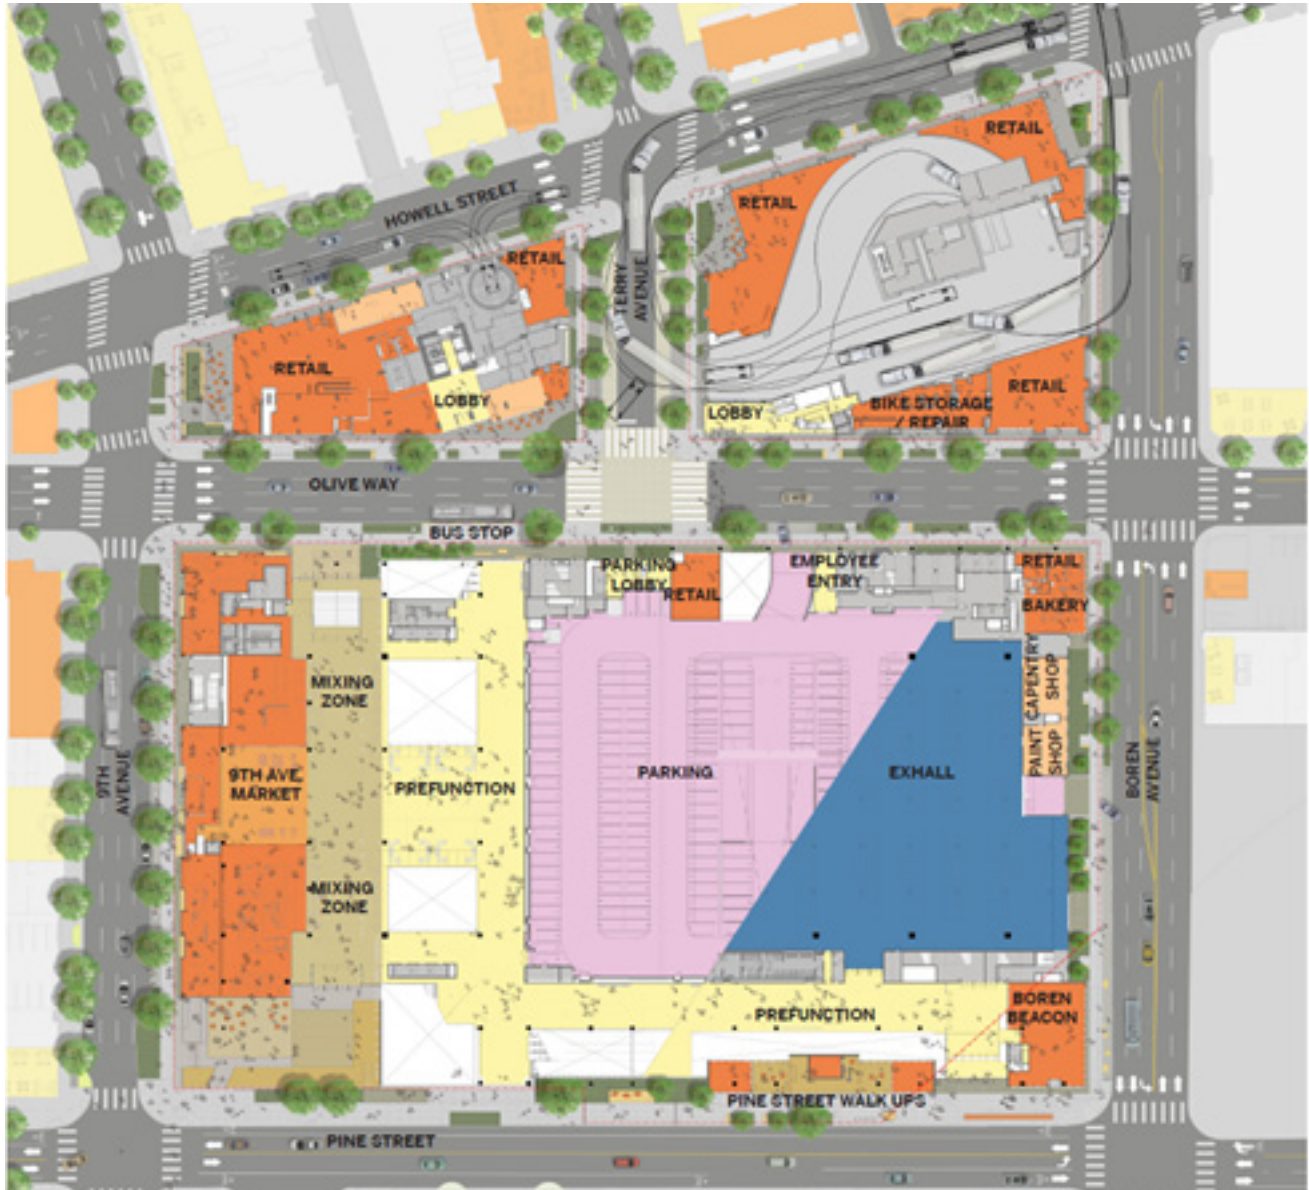 RETAIL
RETAIL
HOWELL STREET
RETAIL
TERRY
AVENUE
RETAIL
LOBBY
RETAIL
LOBBY
BIKE STORAGE
/ REPAIR
OLIVE WAY
BUS STOP
PARKING
LOBBY
RETAIL
EMPLOYEE
ENTRY
RETAIL
BAKERY
MIXING
ZONE
CAPENTRY
SHOP
PAINT
SHOP
9TH AVE.
MARKET
PREFUNCTION
PARKING
EXHALL
9TH
AVENUE
BOREN
AVENUE
MIXING
ZONE
PREFUNCTION
BOREN
BEACON
PINE STREET WALK UPS
PINE STREET